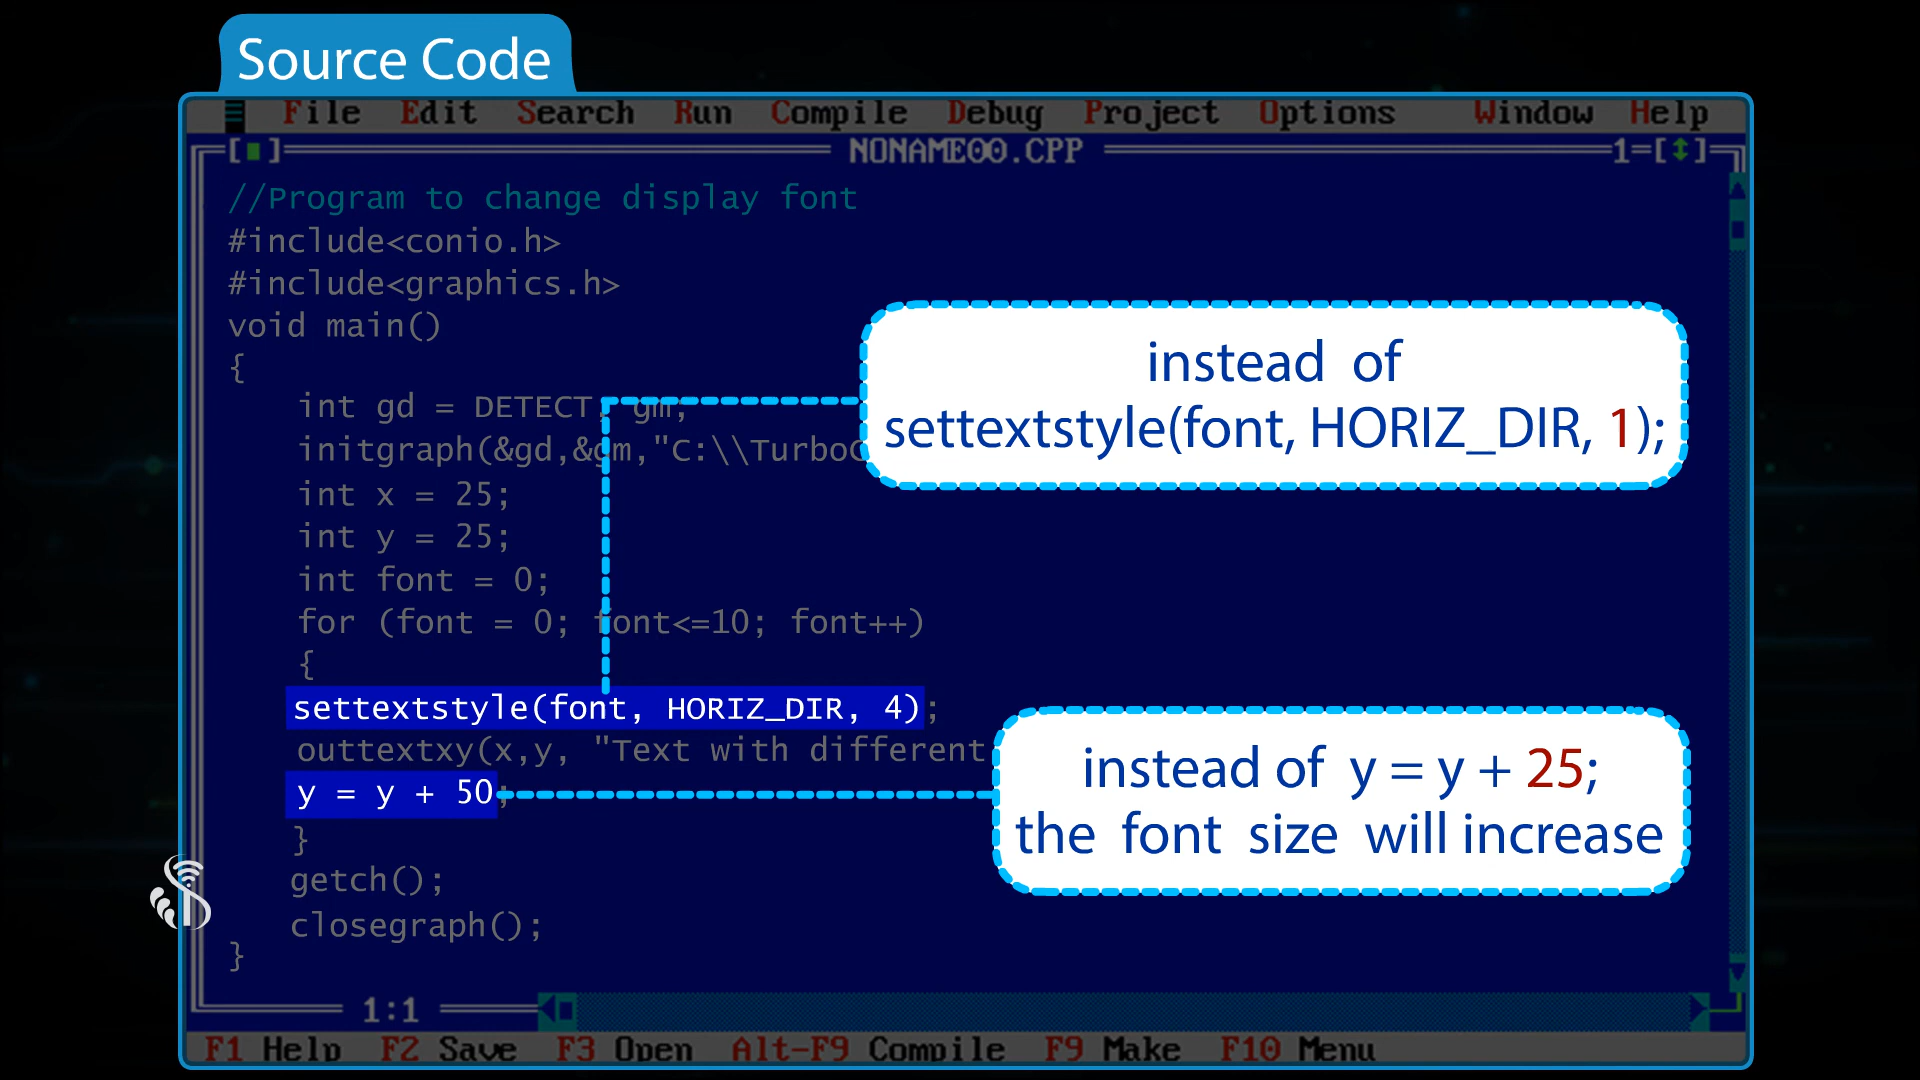 Source Code
File Edit Search Run Compile Debug Project Options Window Help
[ ] NONAME00.CPP 1=[↕]
//Program to change display font
#include<conio.h>
#include<graphics.h>
void main()
{
int gd = DETECT, gm;
initgraph(&gd,&gm,"C:\\TurboC
int x = 25;
int y = 25;
int font = 0;
for (font = 0; font<=10; font++)
{
settextstyle(font, HORIZ_DIR, 4);
outtextxy(x,y, "Text with different
y = y + 50;
}
getch();
closegraph();
}
instead of
settextstyle(font, HORIZ_DIR, 1);
instead of y = y + 25;
the font size will increase
1:1
F1 Help F2 Save F3 Open Alt-F9 Compile F9 Make F10 Menu